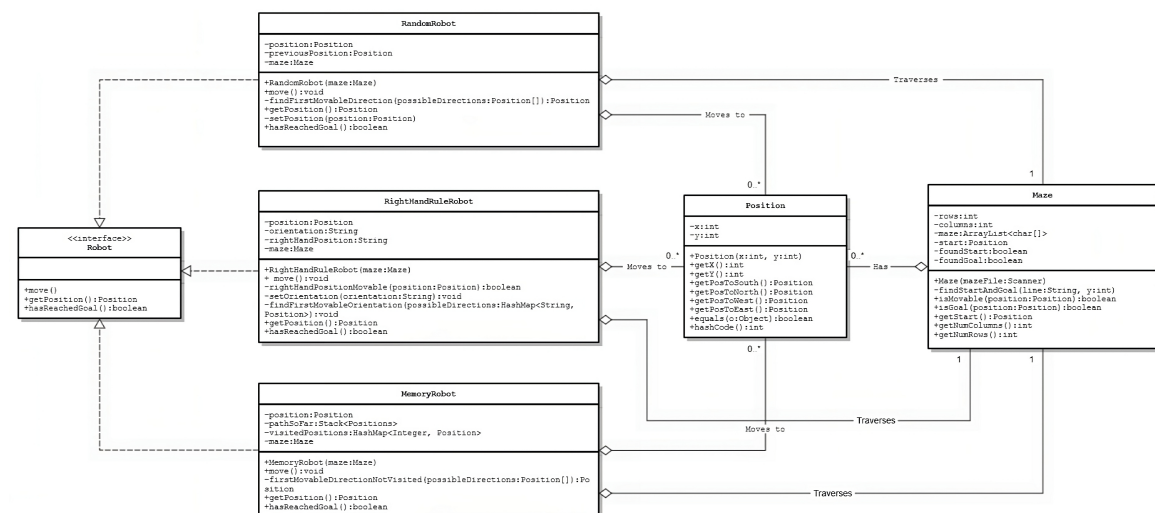 RandomRobot
-position:Position
-previousPosition:Position
-maze:Maze
+RandomRobot(maze:Maze)
+move():void
-findFirstMovableDirection(possibleDirections:Position[]):Position
+getPosition():Position
-setPosition(position:Position)
+hasReachedGoal():boolean
Traverses
Moves to
0..*
1
RightHandRuleRobot
-position:Position
-orientation:String
-rightHandPosition:String
-maze:Maze
+RightHandRuleRobot(maze:Maze)
+ move():void
-rightHandPositionMovable(position:Position):boolean
-setOrientation(orientation:String):void
-findFirstMovableOrientation(possibleDirections:HashMap<String,
Position>):void
+getPosition():Position
+hasReachedGoal():boolean
Moves to
0..*
<<interface>>
Robot
+move()
+getPosition():Position
+hasReachedGoal():boolean
Position
-x:int
-y:int
+Position(x:int, y:int)
+getX():int
+getY():int
+getPosToSouth():Position
+getPosToNorth():Position
+getPosToWest():Position
+getPosToEast():Position
+equals(o:Object):boolean
+hashCode():int
0..*
Has
0..*
Maze
-rows:int
-columns:int
-maze:ArrayList<char[]>
-start:Position
-foundStart:boolean
-foundGoal:boolean
+Maze(mazeFile:Scanner)
-findStartAndGoal(line:String, y:int)
+isMovable(position:Position):boolean
+isGoal(position:Position):boolean
+getStart():Position
+getNumColumns():int
+getNumRows():int
1
1
Traverses
Moves to
MemoryRobot
-position:Position
-pathSoFar:Stack<Positions>
-visitedPositions:HashMap<Integer, Position>
-maze:Maze
+MemoryRobot(maze:Maze)
+move():void
-firstMovableDirectionNotVisited(possibleDirections:Position[]):Po
sition
+getPosition():Position
+hasReachedGoal():boolean
Traverses